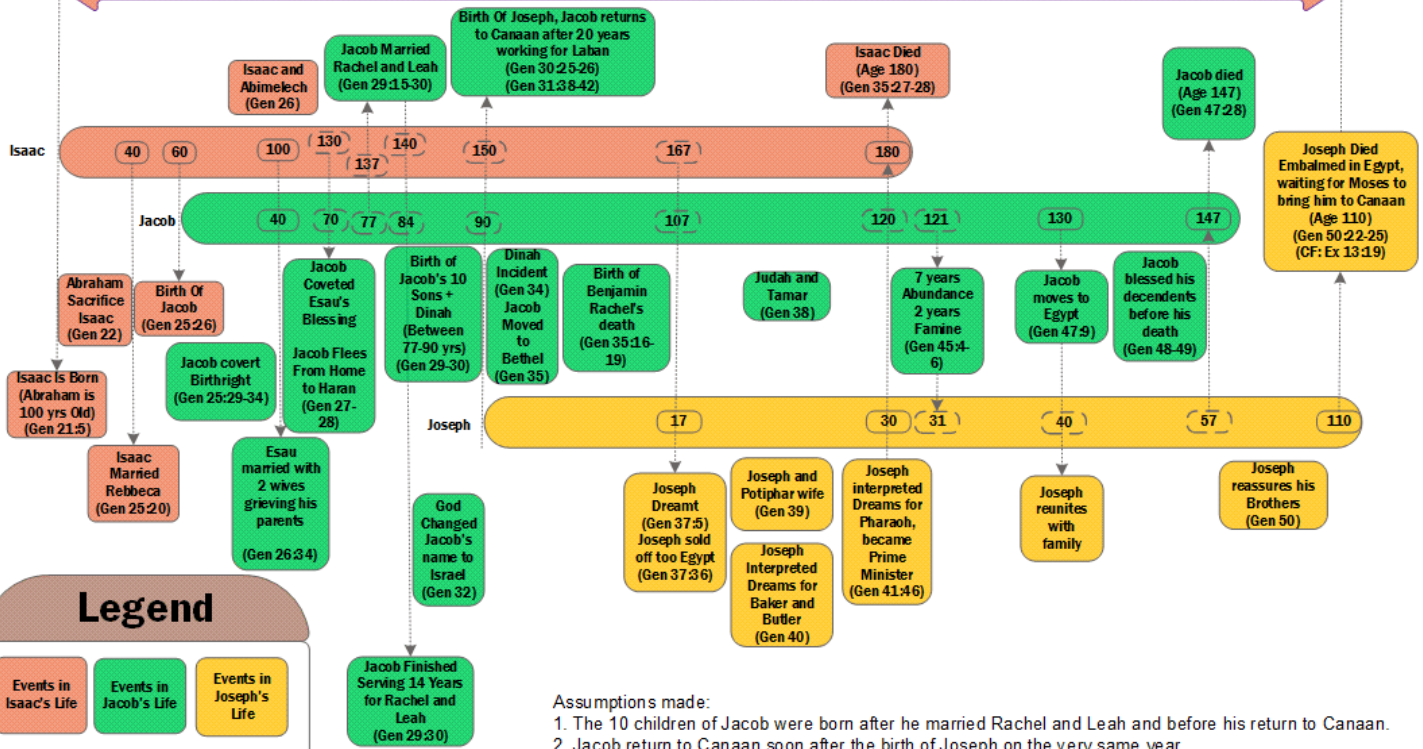 Birth Of Joseph, Jacob returns
to Canaan after 20 years
working for Laban
(Gen 30:25-26)
(Gen 31:38-42)
Jacob Married
Rachel and Leah
(Gen 29:15-30)
Isaac and
Abimelech
(Gen 26)
Isaac Died
(Age 180)
(Gen 35:27-28)
Jacob died
(Age 147)
(Gen 47:28)
Isaac
40
60
100
130
137
140
150
167
180
Joseph Died
Embalmed in Egypt,
waiting for Moses to
bring him to Canaan
(Age 110)
(Gen 50:22-25)
(CF: Ex 13:19)
Jacob
40
70
77
84
90
107
120
121
130
147
Abraham
Sacrifice
Isaac
(Gen 22)
Birth Of
Jacob
(Gen 25:26)
Jacob covert
Birthright
(Gen 25:29-34)
Jacob
Coveted
Esau's
Blessing
Jacob Flees
From Home
to Haran
(Gen 27-
28)
Birth of
Jacob's 10
Sons +
Dinah
(Between
77-90 yrs)
(Gen 29-30)
Dinah
Incident
(Gen 34)
Jacob
Moved
to
Bethel
(Gen 35)
Birth of
Benjamin
Rachel's
death
(Gen 35:16-
19)
Judah and
Tamar
(Gen 38)
7 years
Abundance
2 years
Famine
(Gen 45:4-
6)
Jacob
moves to
Egypt
(Gen 47:9)
Jacob
blessed his
decendents
before his
death
(Gen 48-49)
Isaac Is Born
(Abraham is
100 yrs Old)
(Gen 21:5)
Joseph
17
30
31
40
57
110
Isaac
Married
Rebbeca
(Gen 25:20)
Esau
married with
2 wives
grieving his
parents
(Gen 26:34)
God
Changed
Jacob's
name to
Israel
(Gen 32)
Joseph
Dreamt
(Gen 37:5)
Joseph sold
off too Egypt
(Gen 37:36)
Joseph and
Potiphar wife
(Gen 39)
Joseph
Interpreted
Dreams for
Baker and
Butler
(Gen 40)
Joseph
interpreted
Dreams for
Pharaoh,
became
Prime
Minister
(Gen 41:46)
Joseph
reunites
with
family
Joseph
reassures his
Brothers
(Gen 50)
Legend
Events in
Isaac's Life
Events in
Jacob's Life
Events in
Joseph's
Life
Jacob Finished
Serving 14 Years
for Rachel and
Leah
(Gen 29:30)
Assumptions made:
1. The 10 children of Jacob were born after he married Rachel and Leah and before his return to Canaan.
2. Jacob return to Canaan soon after the birth of Joseph on the very same year